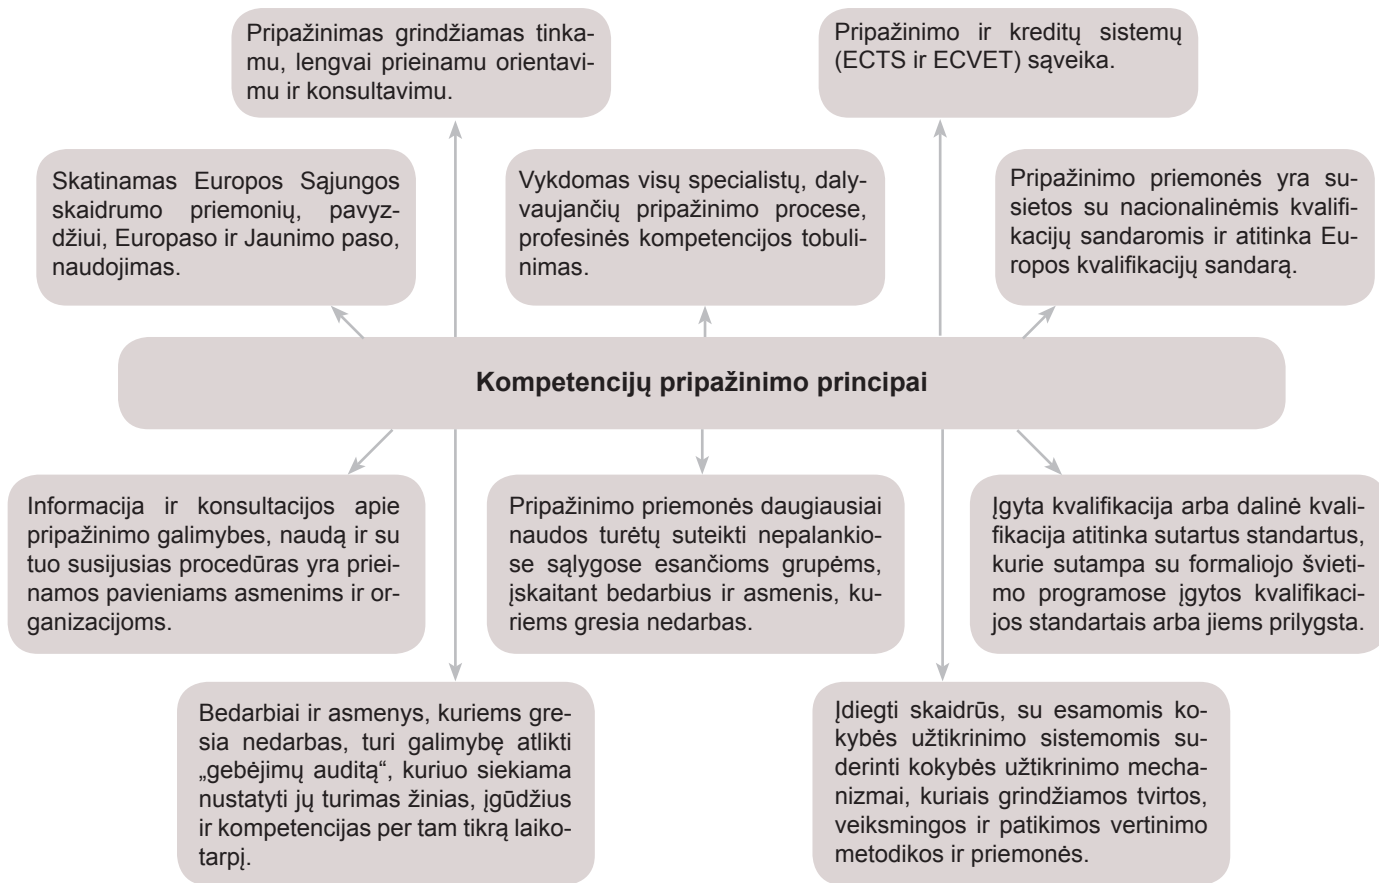 Pripažinimas grindžiamas tinka-
mu, lengvai prieinamu orientavi-
mu ir konsultavimu.
Pripažinimo ir kreditų sistemų
(ECTS ir ECVET) sąveika.
Skatinamas Europos Sąjungos
skaidrumo priemonių, pavyz-
džiui, Europaso ir Jaunimo paso,
naudojimas.
Vykdomas visų specialistų, daly-
vaujančių pripažinimo procese,
profesinės kompetencijos tobuli-
nimas.
Pripažinimo priemonės yra su-
sietos su nacionalinėmis kvalifi-
kacijų sandaromis ir atitinka Eu-
ropos kvalifikacijų sandarą.
Kompetencijų pripažinimo principai
Informacija ir konsultacijos apie
pripažinimo galimybes, naudą ir su
tuo susijusias procedūras yra priei-
namos pavieniams asmenims ir or-
ganizacijoms.
Pripažinimo priemonės daugiausiai
naudos turėtų suteikti nepalankio-
se sąlygose esančioms grupėms,
įskaitant bedarbius ir asmenis, ku-
riems gresia nedarbas.
Įgyta kvalifikacija arba dalinė kvali-
fikacija atitinka sutartus standartus,
kurie sutampa su formaliojo švieti-
mo programose įgytos kvalifikaci-
jos standartais arba jiems prilygsta.
Bedarbiai ir asmenys, kuriems gre-
sia nedarbas, turi galimybę atlikti
„gebėjimų auditą“, kuriuo siekiama
nustatyti jų turimas žinias, įgūdžius
ir kompetencijas per tam tikrą laiko-
tarpį.
Įdiegti skaidrūs, su esamomis ko-
kybės užtikrinimo sistemomis su-
derinti kokybės užtikrinimo mecha-
nizmai, kuriais grindžiamos tvirtos,
veiksmingos ir patikimos vertinimo
metodikos ir priemonės.